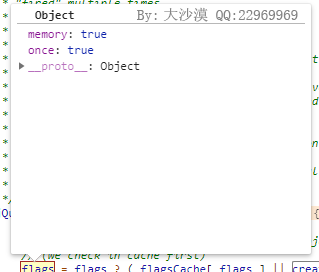 * "fired" multiple times
Object By: 大沙漠 QQ:22969969
memory: true
once: true
__proto__: Object
// (we check in cache first)
flags = flags ? ( flagsCache[ flags ] ||